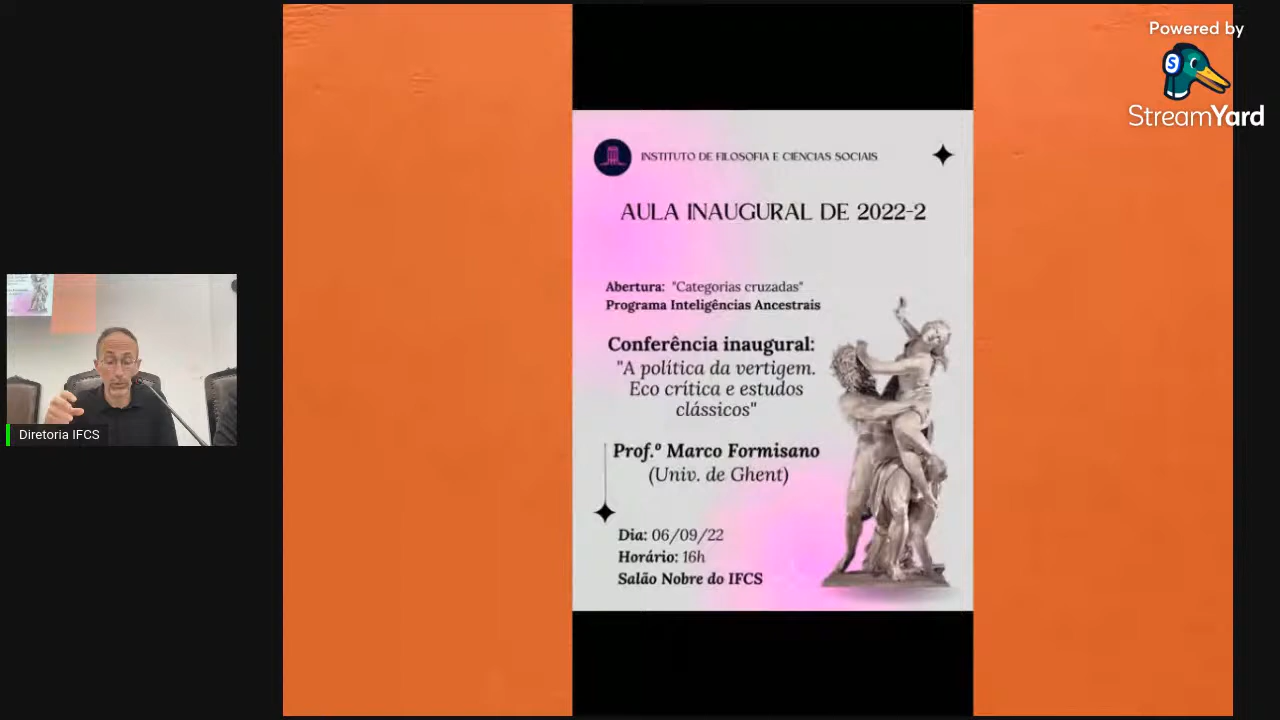 Powered by
StreamYard
INSTITUTO DE FILOSOFIA E CIÊNCIAS SOCIAIS
AULA INAUGURAL DE 2022-2
Abertura: "Categorias cruzadas"
Programa Inteligências Ancestrais
Conferência inaugural:
"A política da vertigem.
Eco crítica e estudos
clássicos"
Prof.º Marco Formisano
(Univ. de Ghent)
Dia: 06/09/22
Horário: 16h
Salão Nobre do IFCS
Diretoria IFCS